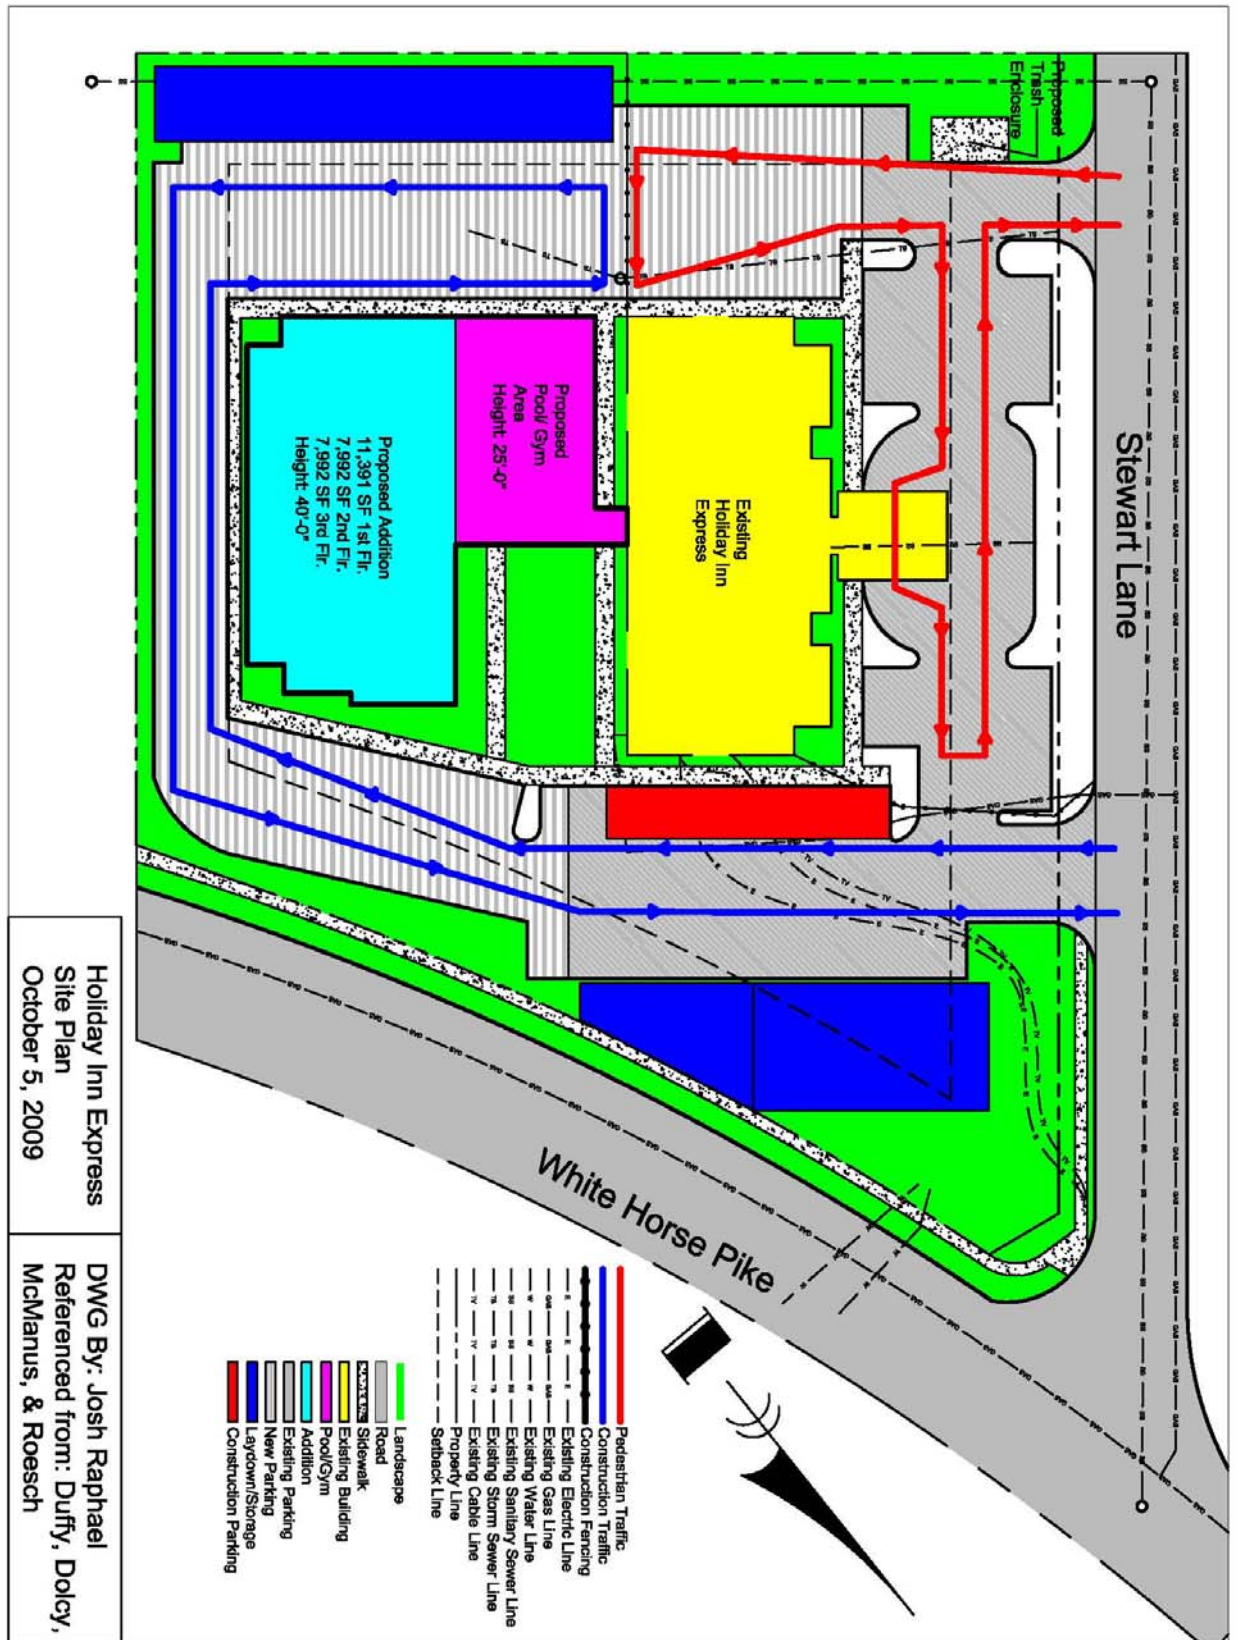 Proposed
Trash
Enclosure
Stewart Lane
Existing
Holiday Inn
Express
Proposed
Pool/ Gym
Area
Height: 25'-0"
Proposed Addition
11,391 SF 1st Flr.
7,992 SF 2nd Flr.
7,992 SF 3rd Flr.
Height: 40'-0"
White Horse Pike
Pedestrian Traffic
Construction Traffic
Construction Fencing
Existing Electric Line
Existing Gas Line
Existing Water Line
Existing Sanitary Sewer Line
Existing Storm Sewer Line
Existing Cable Line
Property Line
Setback Line
Landscape
Road
Sidewalk
Existing Building
Pool/Gym
Addition
Existing Parking
New Parking
Laydown/Storage
Construction Parking
Holiday Inn Express
Site Plan
October 5, 2009
DWG By: Josh Raphael
Referenced from: Duffy, Dolcy,
McManus, & Roesch